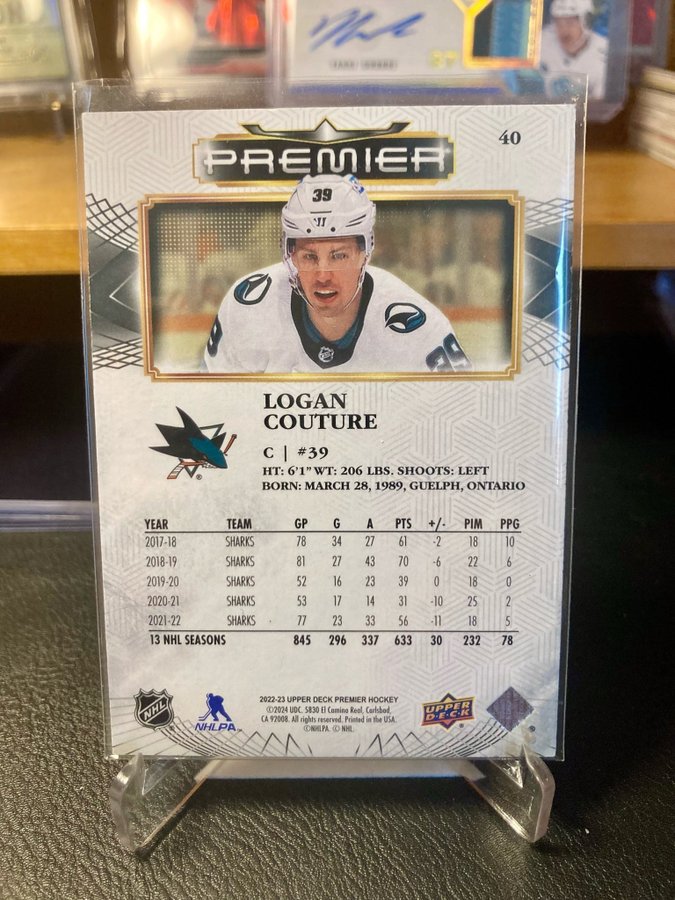 40
PREMIER
39
39
LOGAN
COUTURE
C | #39
HT: 6'1" WT: 206 LBS. SHOOTS: LEFT
BORN: MARCH 28, 1989, GUELPH, ONTARIO
YEAR TEAM GP G A PTS +/- PIM PPG
2017-18 SHARKS 78 34 27 61 -2 18 10
2018-19 SHARKS 81 27 43 70 -6 22 6
2019-20 SHARKS 52 16 23 39 0 18 0
2020-21 SHARKS 53 17 14 31 -10 25 2
2021-22 SHARKS 77 23 33 56 -11 18 5
13 NHL SEASONS 845 296 337 633 30 232 78
NHL
NHLPA
2022-23 UPPER DECK PREMIER HOCKEY
©2024 UDC. 5830 El Camino Real, Carlsbad,
CA 92008. All rights reserved. Printed in the USA.
©NHLPA. © NHL.
UPPER
DECK